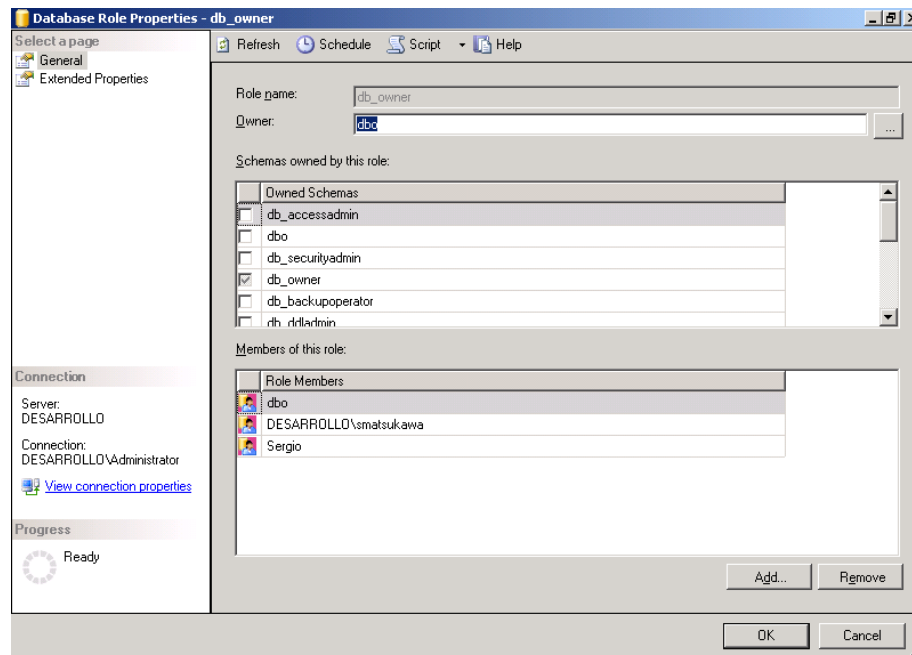 Database Role Properties - db_owner
Select a page
General
Extended Properties
Refresh Schedule Script Help
Role name: db_owner
Owner: dbo
...
Schemas owned by this role:
Owned Schemas
db_accessadmin
dbo
db_securityadmin
db_owner
db_backupoperator
db_ddladmin
Members of this role:
Role Members
dbo
DESARROLLO\smatsukawa
Sergio
Connection
Server:
DESARROLLO
Connection:
DESARROLLO\Administrator
View connection properties
Progress
Ready
Add... Remove
OK Cancel